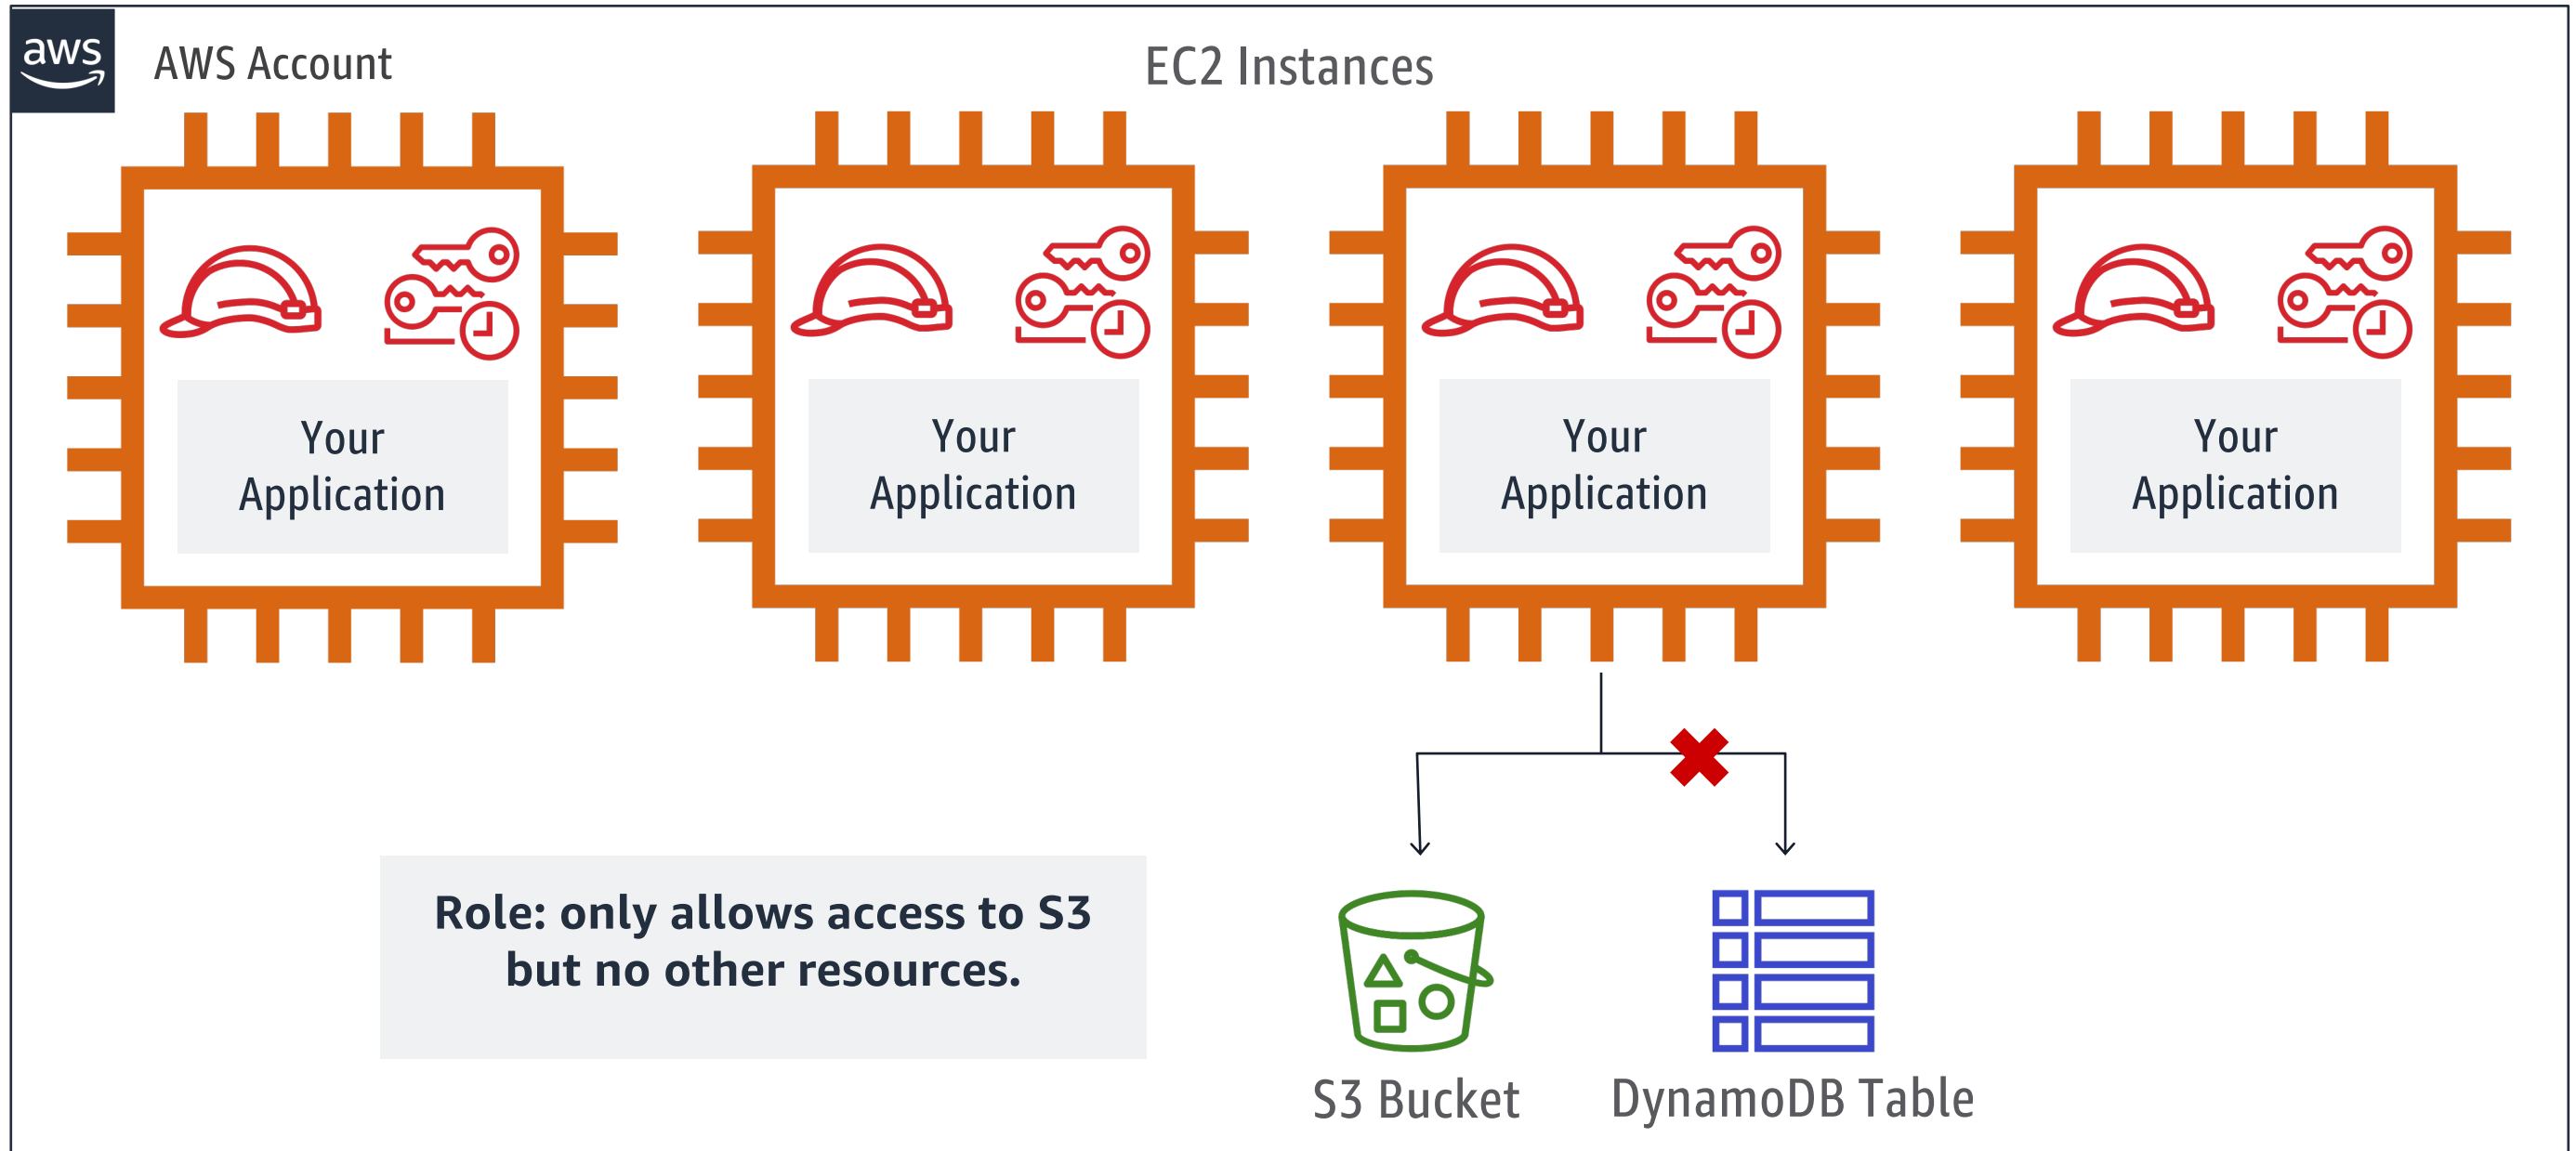 aws
AWS Account
EC2 Instances
Your
Application
Your
Application
Your
Application
Your
Application
Role: only allows access to S3
but no other resources.
S3 Bucket
DynamoDB Table